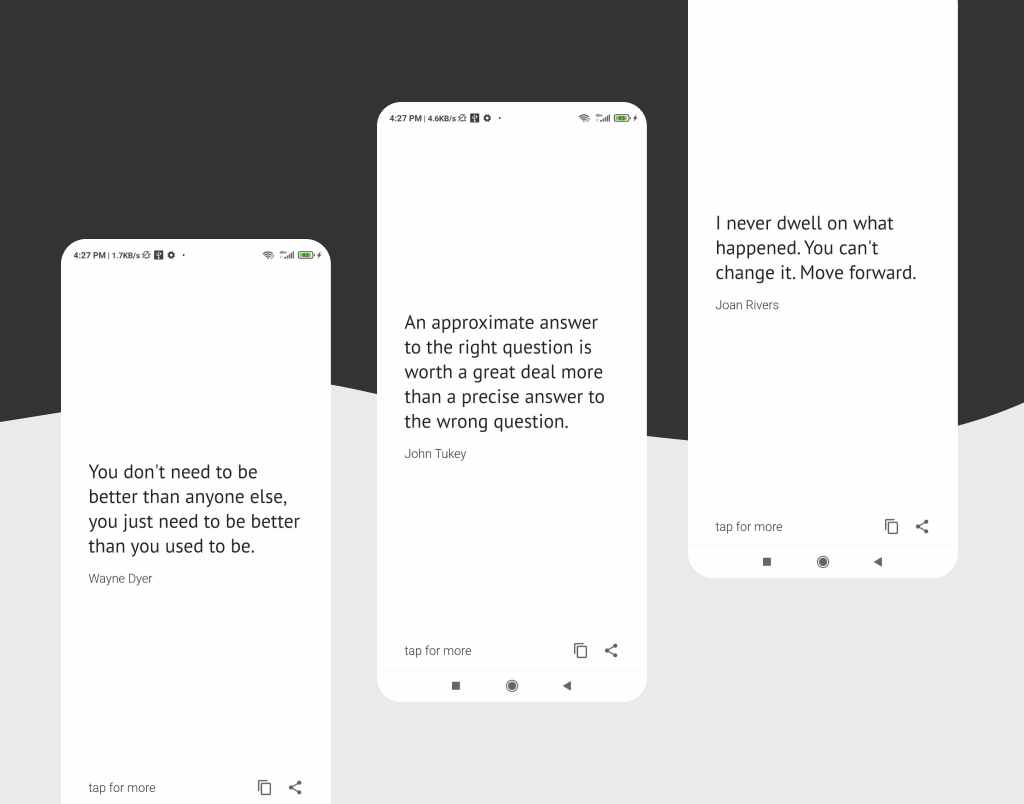 4:27 PM | 1.7KB/s
You don't need to be
better than anyone else,
you just need to be better
than you used to be.
Wayne Dyer
tap for more
4:27 PM | 4.6KB/s
An approximate answer
to the right question is
worth a great deal more
than a precise answer to
the wrong question.
John Tukey
tap for more
I never dwell on what
happened. You can't
change it. Move forward.
Joan Rivers
tap for more